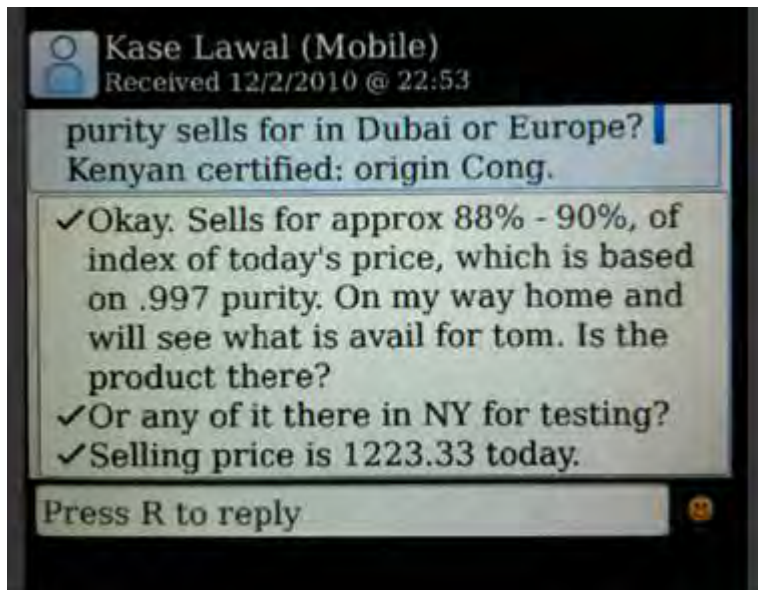 Kase Lawal (Mobile)
Received 12/2/2010 @ 22:53
purity sells for in Dubai or Europe?
Kenyan certified: origin Cong.
✓Okay. Sells for approx 88% - 90%, of
index of today's price, which is based
on .997 purity. On my way home and
will see what is avail for tom. Is the
product there?
✓Or any of it there in NY for testing?
✓Selling price is 1223.33 today.
Press R to reply